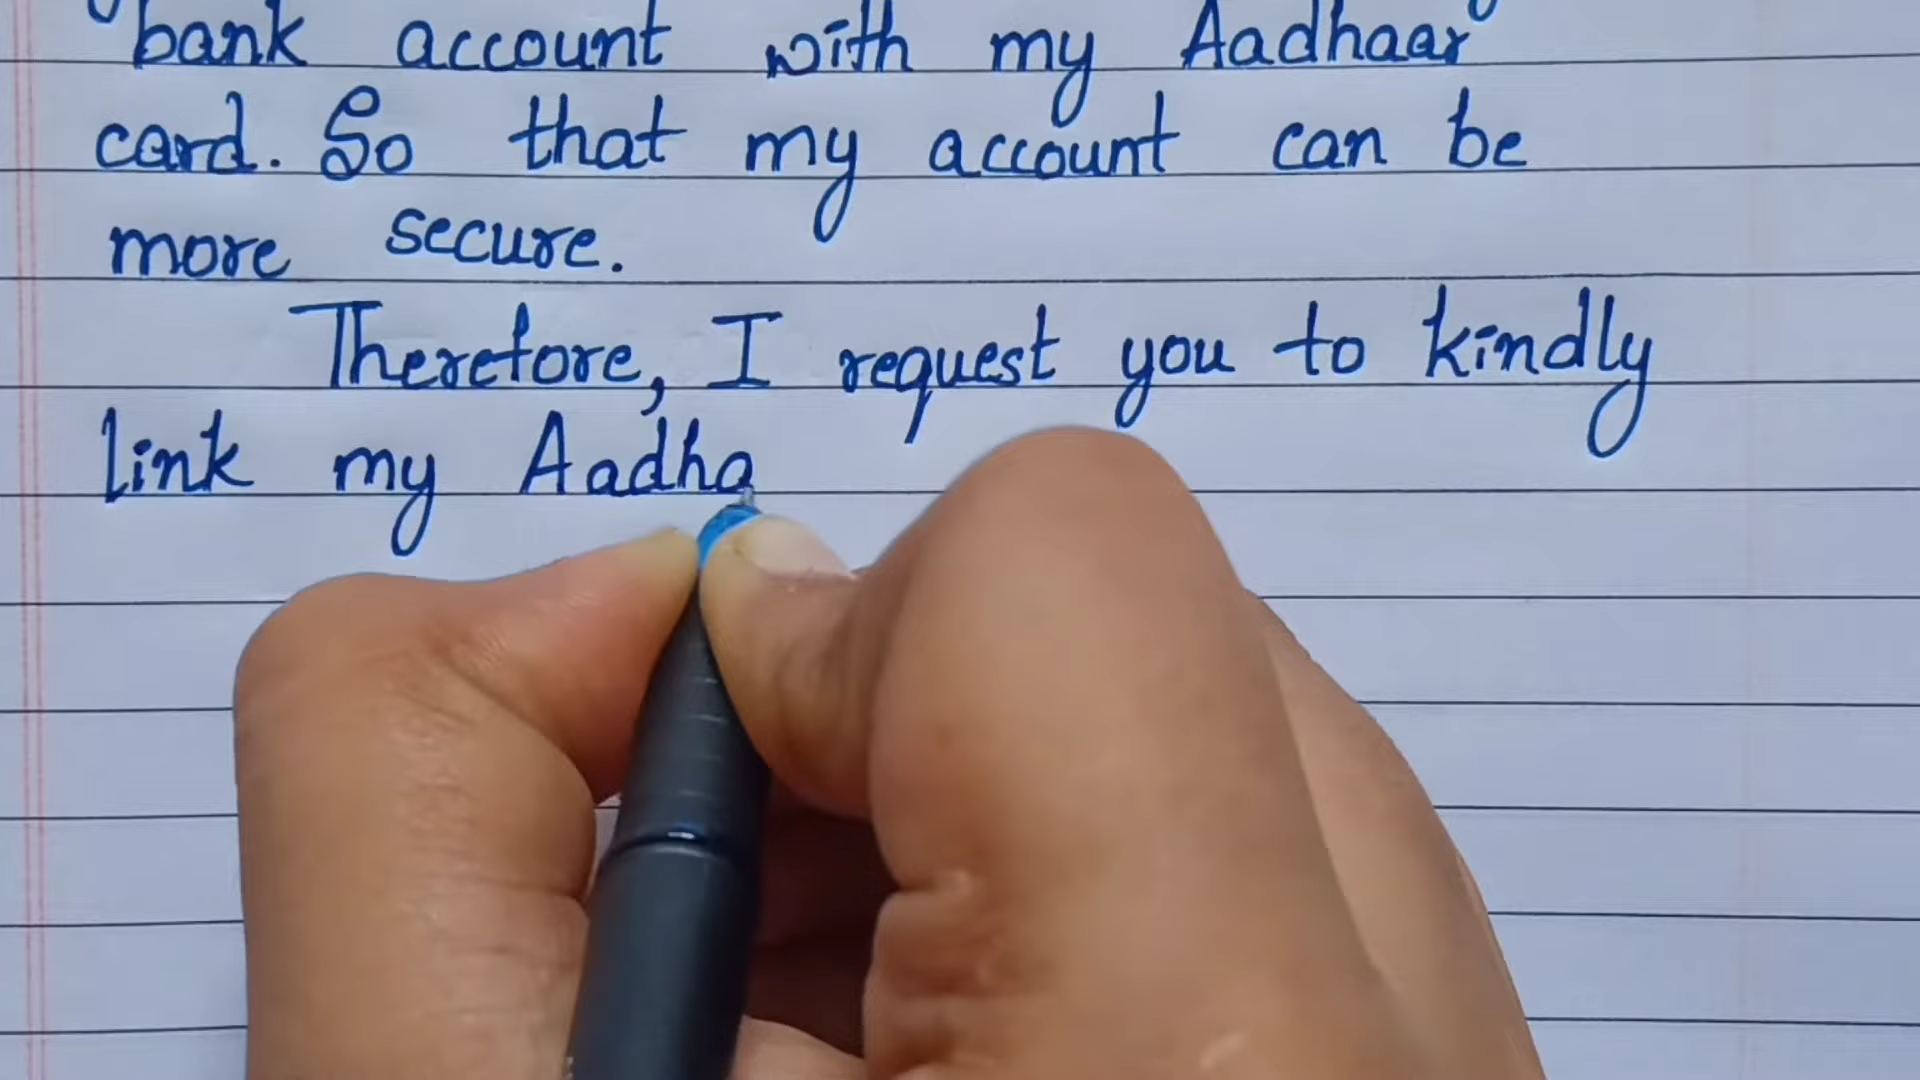 bank account with my Aadhaar
card. So that my account can be
more secure.
Therefore, I request you to kindly
link my Aadha